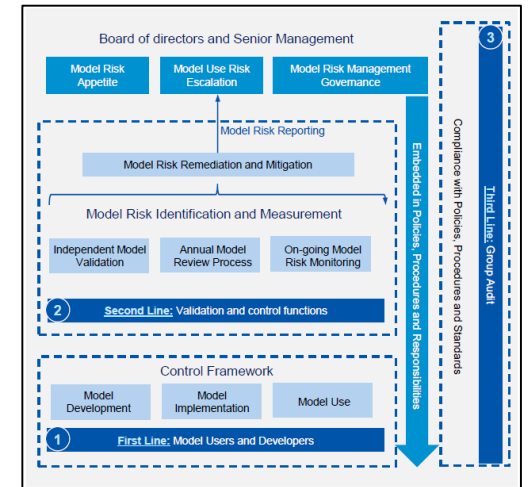 Board of directors and Senior Management
3
Model Risk
Appetite
Model Use Risk
Escalation
Model Risk Management
Governance
Model Risk Reporting
Model Risk Remediation and Mitigation
Model Risk Identification and Measurement
Independent Model
Validation
Annual Model
Review Process
On-going Model
Risk Monitoring
2
Second Line: Validation and control functions
Control Framework
Model
Development
Model
Implementation
Model Use
1
First Line: Model Users and Developers
Embedded in Policies, Procedures and Responsibilities
Compliance with Policies, Procedures and Standards
Third Line: Group Audit